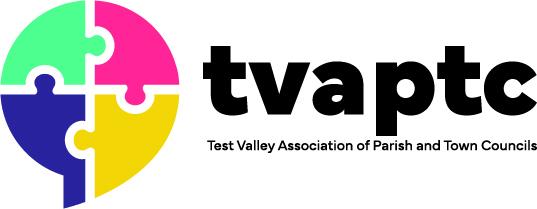 tvaptc
Test Valley Association of Parish and Town Councils